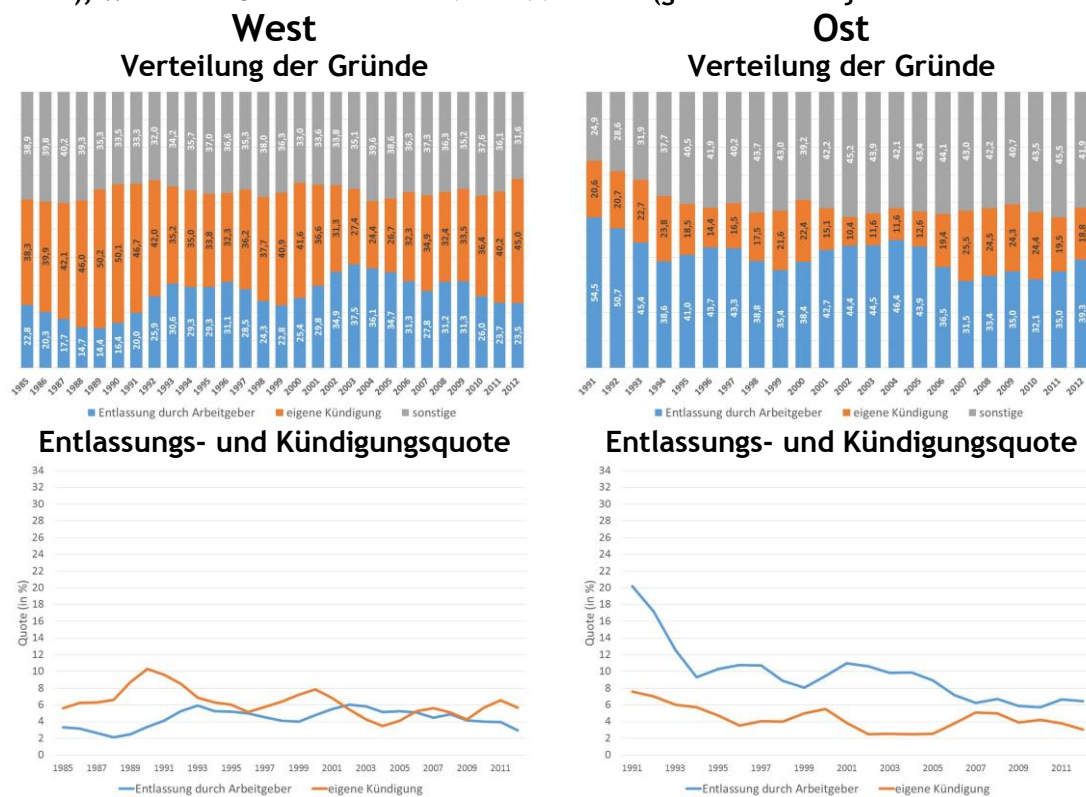 West
Verteilung der Gründe
38,9 39,8 40,2 39,3 35,3 33,5 33,3 32,0 34,2 35,7 37,0 36,6 35,3 38,0 36,3 33,0 33,6 33,8 35,1 39,6 38,6 36,3 37,3 36,3 35,2 37,6 36,1 31,6
38,3 39,9 42,1 46,0 50,2 50,1 46,7 42,0 35,2 35,0 33,8 32,3 36,2 37,7 40,9 41,6 36,6 31,3 27,4 24,4 26,7 32,3 34,9 32,4 33,5 36,4 40,2 45,0
22,8 20,3 17,7 14,7 14,4 16,4 20,0 25,9 30,6 29,3 29,3 31,1 28,5 24,3 22,8 25,4 29,8 34,9 37,5 36,1 34,7 31,3 27,8 31,2 31,3 26,0 23,7 23,5
1985 1986 1987 1988 1989 1990 1991 1992 1993 1994 1995 1996 1997 1998 1999 2000 2001 2002 2003 2004 2005 2006 2007 2008 2009 2010 2011 2012
Entlassung durch Arbeitgeber eigene Kündigung sonstige
Entlassungs- und Kündigungsquote
34
32
30
28
26
24
22
20
18
16
14
12
10
8
6
4
2
0
Quote (in %)
1985 1987 1989 1991 1993 1995 1997 1999 2001 2003 2005 2007 2009 2011
Entlassung durch Arbeitgeber eigene Kündigung
Ost
Verteilung der Gründe
24,9 28,6 31,9 37,7 40,5 41,9 40,2 43,7 43,0 39,2 42,2 45,2 43,9 42,1 43,4 44,1 43,0 42,2 40,7 43,5 45,5 41,9
20,6 20,7 22,7 23,8 18,5 14,4 16,5 17,5 21,6 22,4 15,1 10,4 11,6 11,6 12,6 19,4 25,5 24,5 24,3 24,4 19,5 18,8
54,5 50,7 45,4 38,6 41,0 43,7 43,3 38,8 35,4 38,4 42,7 44,4 44,5 46,4 43,9 36,5 31,5 33,4 35,0 32,1 35,0 39,3
1991 1992 1993 1994 1995 1996 1997 1998 1999 2000 2001 2002 2003 2004 2005 2006 2007 2008 2009 2010 2011 2012
Entlassung durch Arbeitgeber eigene Kündigung sonstige
Entlassungs- und Kündigungsquote
34
32
30
28
26
24
22
20
18
16
14
12
10
8
6
4
2
0
Quote (in %)
1991 1993 1995 1997 1999 2001 2003 2005 2007 2009 2011
Entlassung durch Arbeitgeber eigene Kündigung